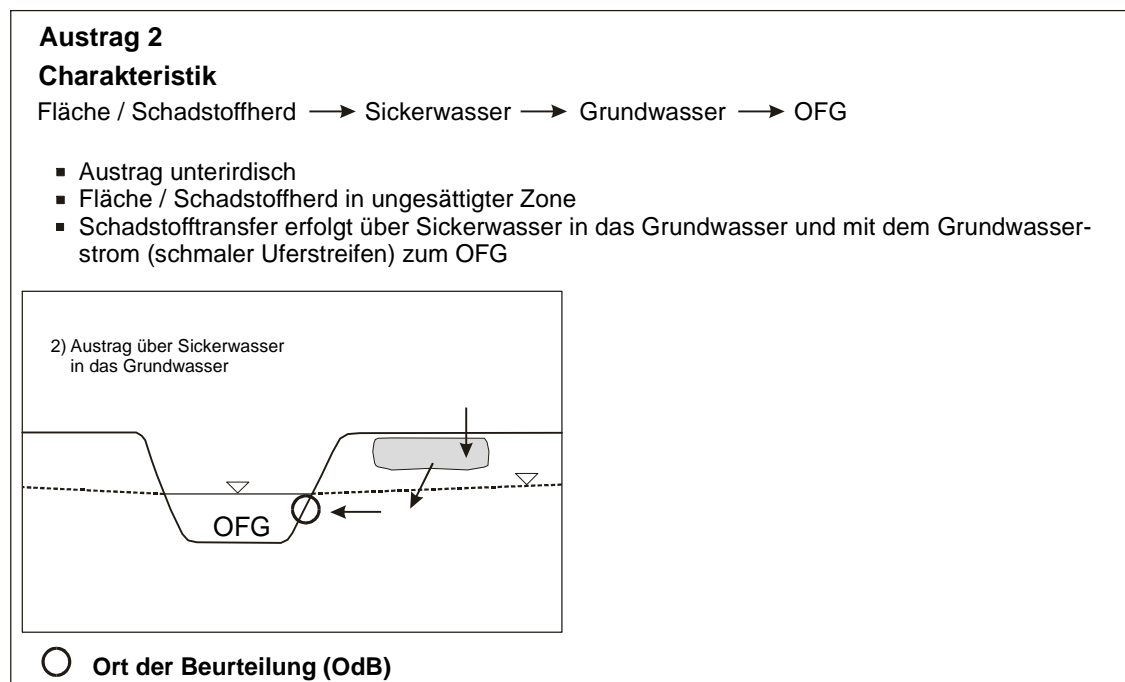 Austrag 2
Charakteristik
Fläche / Schadstoffherd → Sickerwasser → Grundwasser → OFG
▪ Austrag unterirdisch
▪ Fläche / Schadstoffherd in ungesättigter Zone
▪ Schadstofftransfer erfolgt über Sickerwasser in das Grundwasser und mit dem Grundwasser-
strom (schmaler Uferstreifen) zum OFG
2) Austrag über Sickerwasser
in das Grundwasser
OFG
Ort der Beurteilung (OdB)